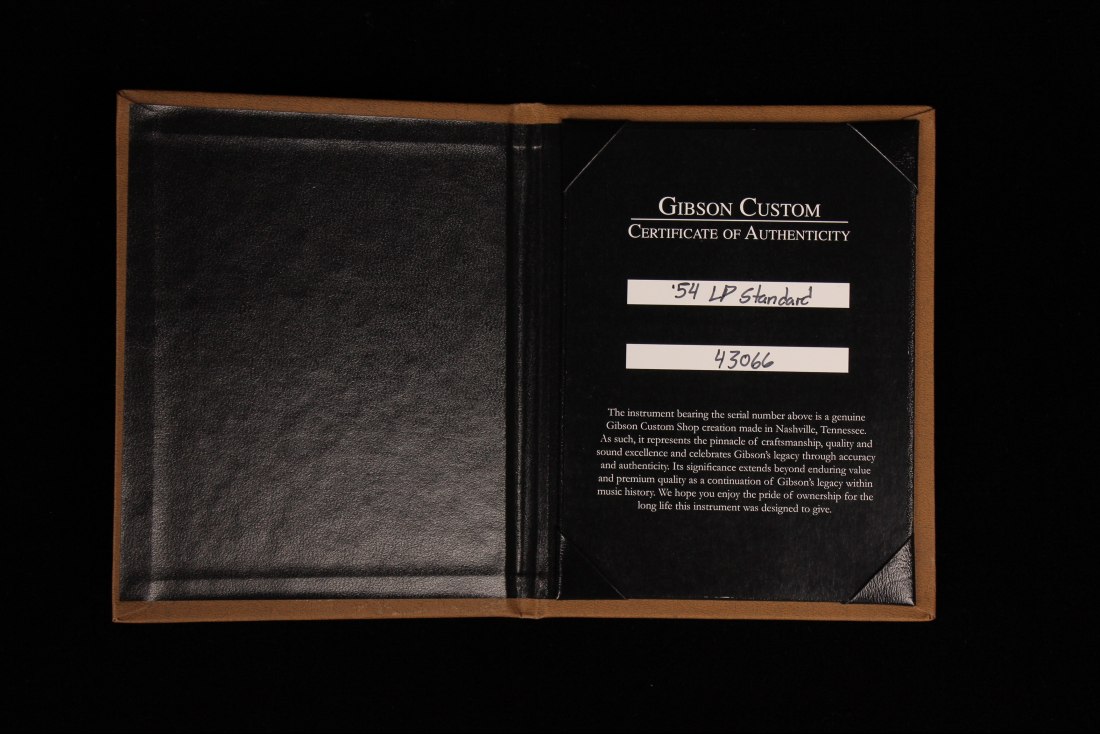 GIBSON CUSTOM
CERTIFICATE OF AUTHENTICITY
'54 LP Standard
43066
The instrument bearing the serial number above is a genuine
Gibson Custom Shop creation made in Nashville, Tennessee.
As such, it represents the pinnacle of craftsmanship, quality and
sound excellence and celebrates Gibson's legacy through accuracy
and authenticity. Its significance extends beyond enduring value
and premium quality as a continuation of Gibson's legacy within
music history. We hope you enjoy the pride of ownership for the
long life this instrument was designed to give.